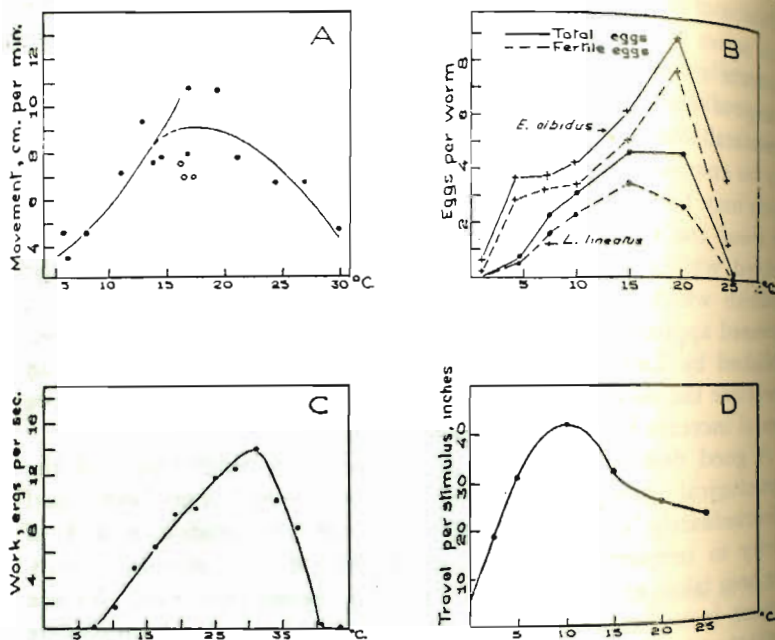 A
Movement, cm. per min.
4
6
8
10
5
10
15
20
25
30
°C.
B
Total eggs
Fertile eggs
E. albidus
L. linealus
Eggs per worm
2
4
6
8
5
10
15
20
25
°C
C
Work, ergs per sec.
4
8
12
16
5
15
25
35
°C.
D
Travel per stimulus, inches
10
20
30
40
5
10
15
20
25
°C.